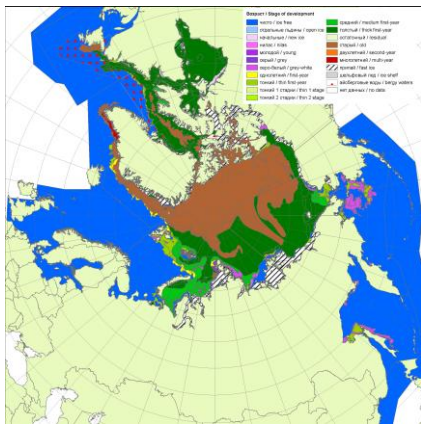 Возраст / Stage of development
чисто / ice free
отдельные льдины / open ice
начальные / new ice
нилас / nilas
молодой / young
серый / grey
серо-белый / grey-white
однолетний / first-year
тонкий / thin first-year
тонкий 1 стадии / thin 1 stage
тонкий 2 стадии / thin 2 stage
средний / medium first-year
толстый / thick first-year
остаточный / residual
старый / old
двухлетний / second-year
многолетний / multi-year
припай / fast ice
шельфовый лед / ice shelf
айсберговые воды / bergy waters
нет данных / no data